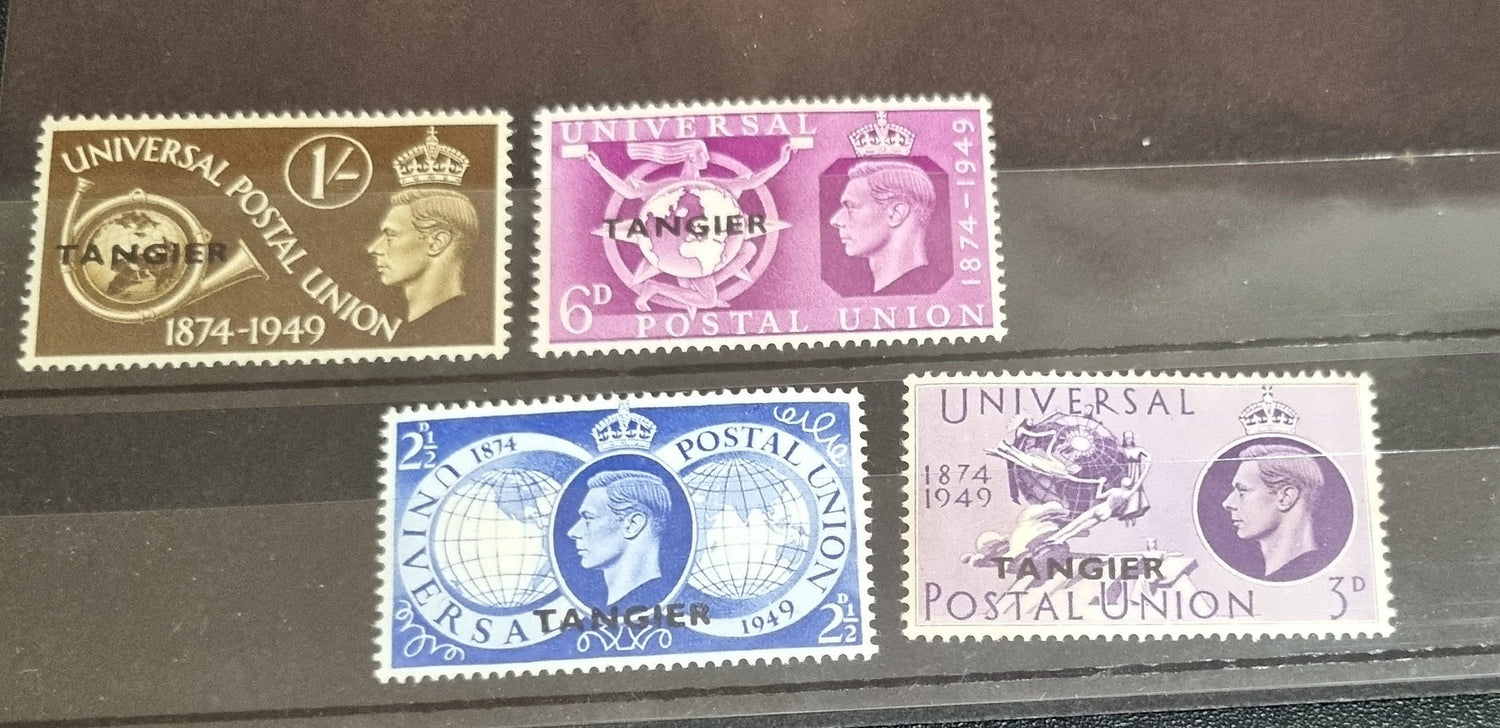 UNIVERSAL POSTAL UNION
1/-
TANGIER
1874-1949
UNIVERSAL
1874-1949
TANGIER
6D
POSTAL UNION
2½D
1874
UNIVERSAL
POSTAL UNION
TANGIER
1949
2½D
UNIVERSAL
1874
1949
TANGIER
POSTAL UNION
3D